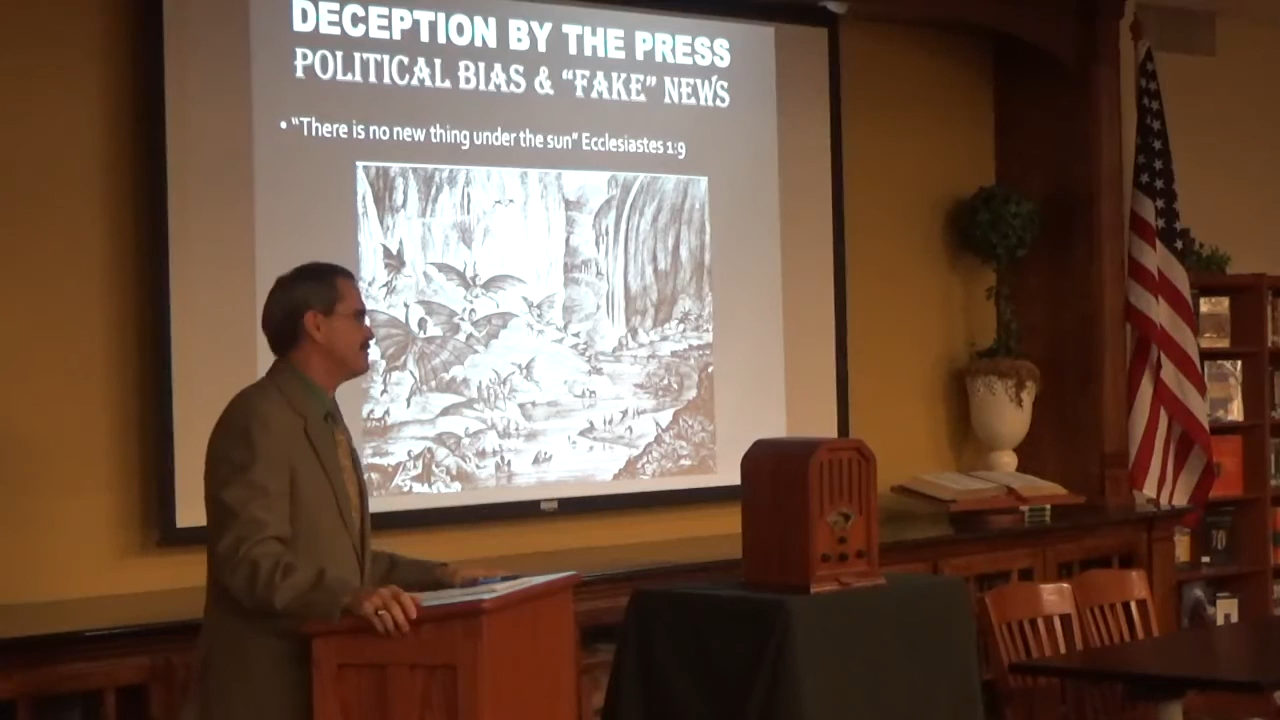 DECEPTION BY THE PRESS
POLITICAL BIAS & “FAKE” NEWS
• “There is no new thing under the sun” Ecclesiastes 1:9